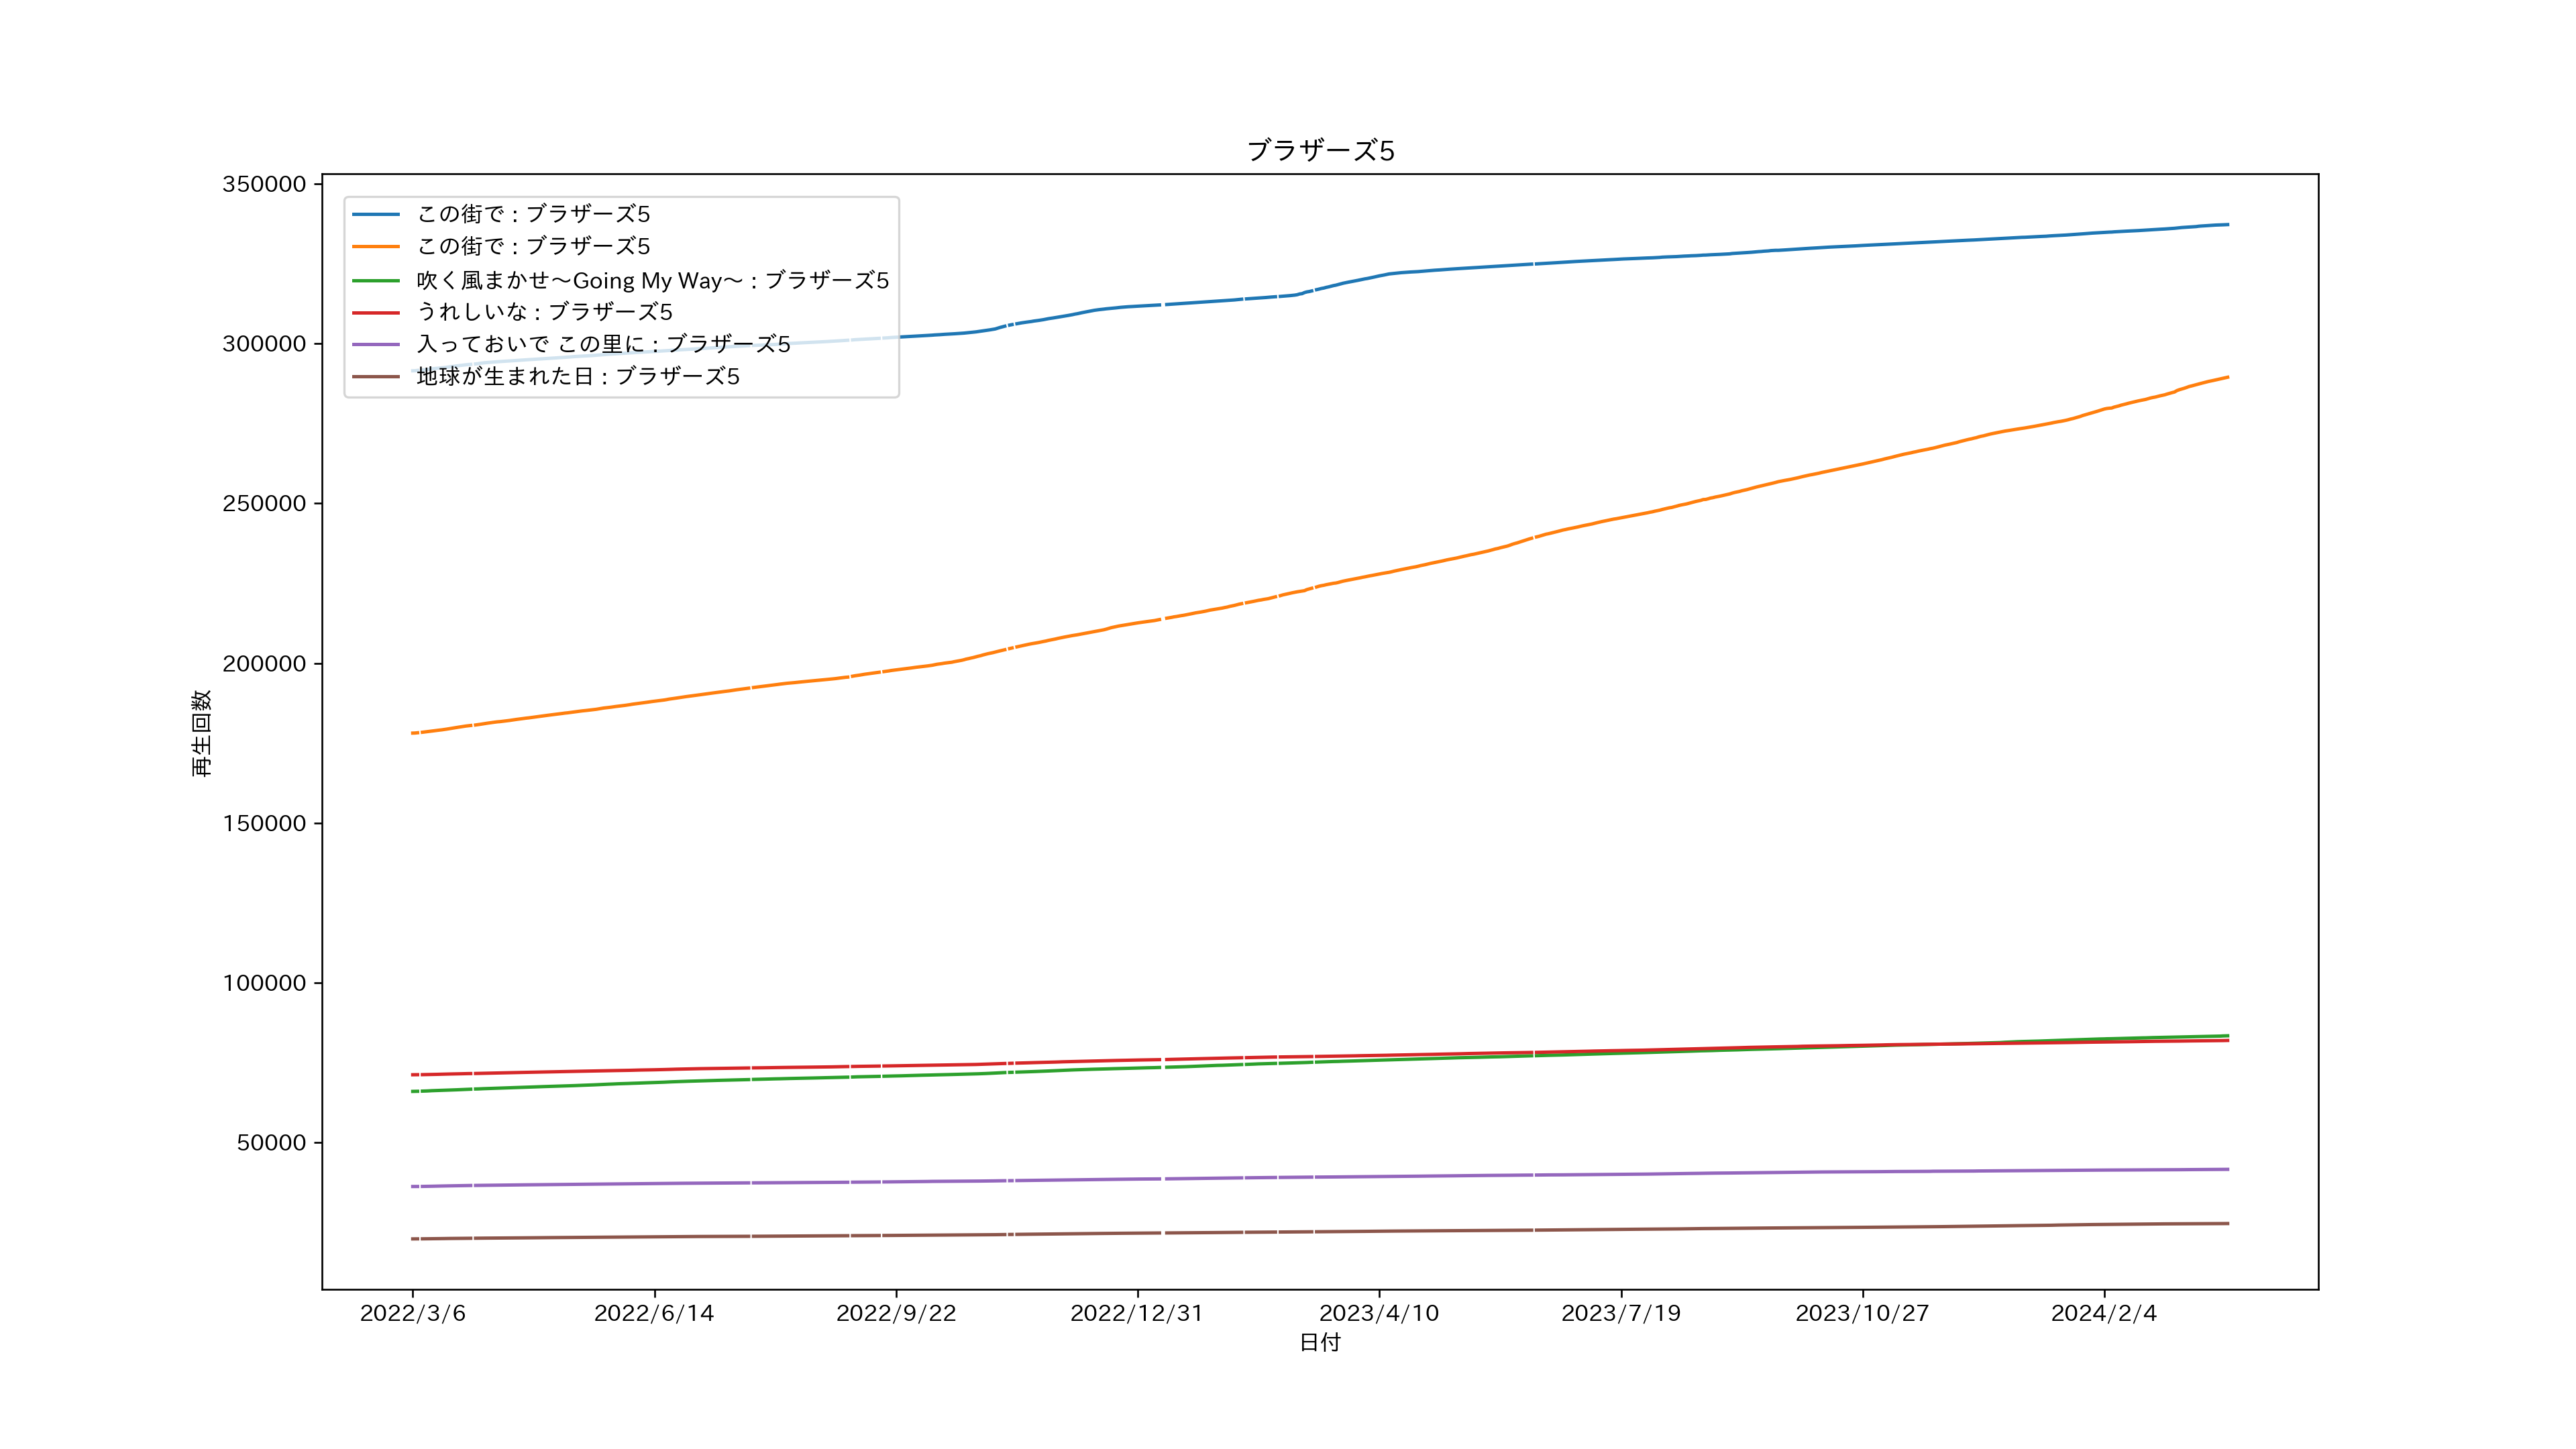 ブラザーズ5
350000
300000
250000
200000
150000
100000
50000
再生回数
この街で : ブラザーズ5
この街で : ブラザーズ5
吹く風まかせ〜Going My Way〜 : ブラザーズ5
うれしいな : ブラザーズ5
入っておいで この里に : ブラザーズ5
地球が生まれた日 : ブラザーズ5
2022/3/6 2022/6/14 2022/9/22 2022/12/31 2023/4/10 2023/7/19 2023/10/27 2024/2/4
日付